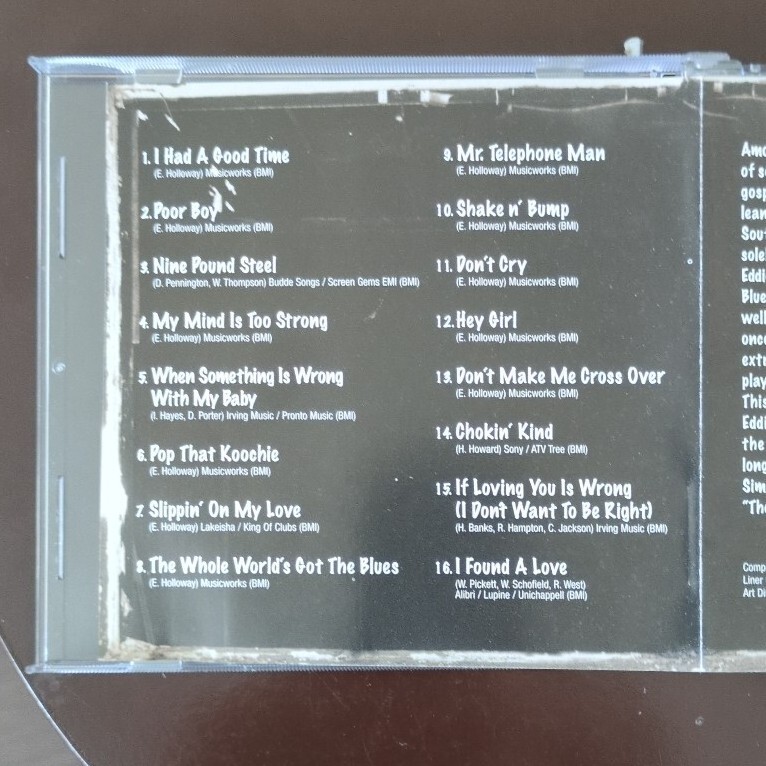 1. I Had A Good Time
(E. Holloway) Musicworks (BMI)
2. Poor Boy
(E. Holloway) Musicworks (BMI)
3. Nine Pound Steel
(D. Pennington, W. Thompson) Budde Songs / Screen Gems EMI (BMI)
4. My Mind Is Too Strong
(E. Holloway) Musicworks (BMI)
5. When Something Is Wrong
With My Baby
(I. Hayes, D. Porter) Irving Music / Pronto Music (BMI)
6. Pop That Koochie
(E. Holloway) Musicworks (BMI)
7. Slippin' On My Love
(E. Holloway) Lakeisha / King Of Clubs (BMI)
8. The Whole World's Got The Blues
(E. Holloway) Musicworks (BMI)
9. Mr. Telephone Man
(E. Holloway) Musicworks (BMI)
10. Shake n' Bump
(E. Holloway) Musicworks (BMI)
11. Don't Cry
(E. Holloway) Musicworks (BMI)
12. Hey Girl
(E. Holloway) Musicworks (BMI)
13. Don't Make Me Cross Over
(E. Holloway) Musicworks (BMI)
14. Chokin' Kind
(H. Howard) Sony / ATV Tree (BMI)
15. If Loving You Is Wrong
(I Don't Want To Be Right)
(H. Banks, R. Hampton, C. Jackson) Irving Music (BMI)
16. I Found A Love
(W. Pickett, W. Schofield, R. West)
Alibri / Lupine / Unichappell (BMI)
of
This
the
Liner
Art